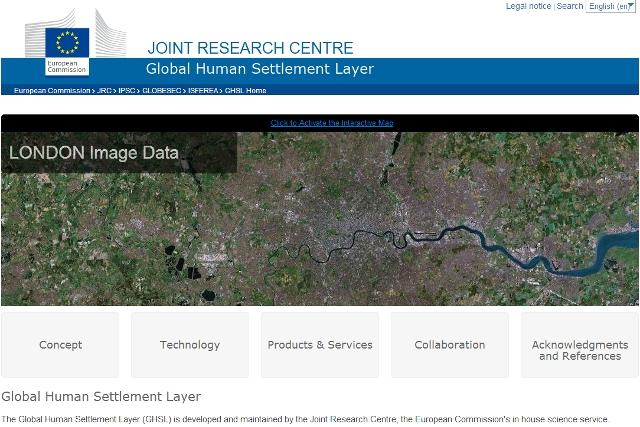 Legal notice | Search | English (en)
European
Commission
JOINT RESEARCH CENTRE
Global Human Settlement Layer
European Commission > JRC > IPSC > GLOBESEC > ISFEREA > GHSL Home
Click to Activate the Interactive Map
LONDON Image Data
Concept
Technology
Products & Services
Collaboration
Acknowledgments
and References
Global Human Settlement Layer
The Global Human Settlement Layer (GHSL) is developed and maintained by the Joint Research Centre, the European Commission's in house science service.